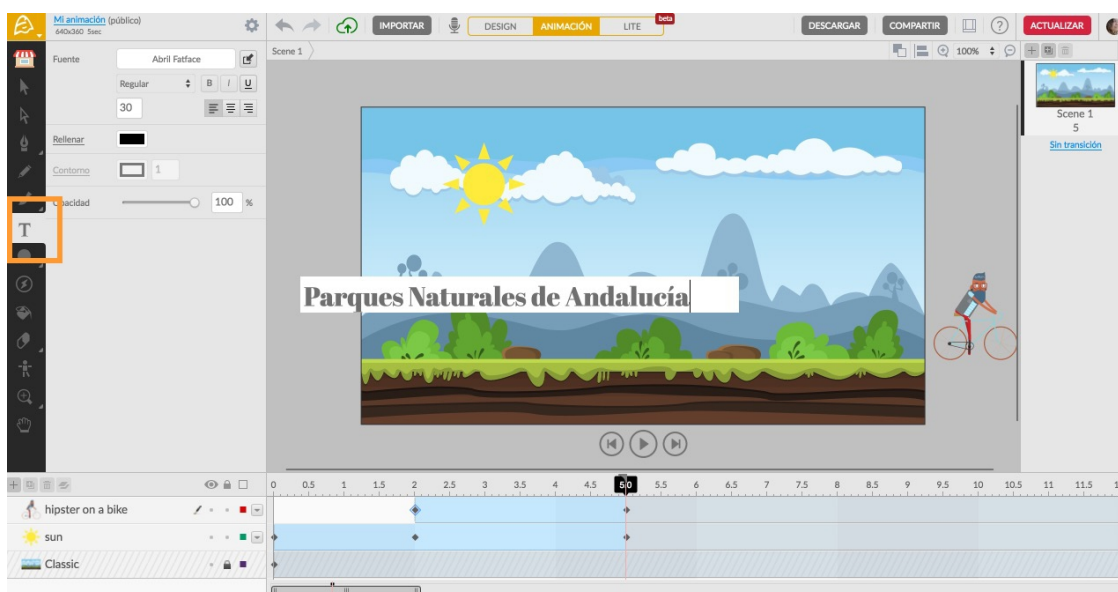 Mi animación (público)
640x360 5sec
IMPORTAR
DESIGN ANIMACIÓN LITE beta
DESCARGAR COMPARTIR ? ACTUALIZAR
Fuente Abril Fatface
Regular B I U
30
Rellenar
Contorno 1
Opacidad 100 %
T
Scene 1
100%
Scene 1
5
Sin transición
Parques Naturales de Andalucía
0 0.5 1 1.5 2 2.5 3 3.5 4 4.5 5.0 5.5 6 6.5 7 7.5 8 8.5 9 9.5 10 10.5 11 11.5
hipster on a bike
sun
Classic